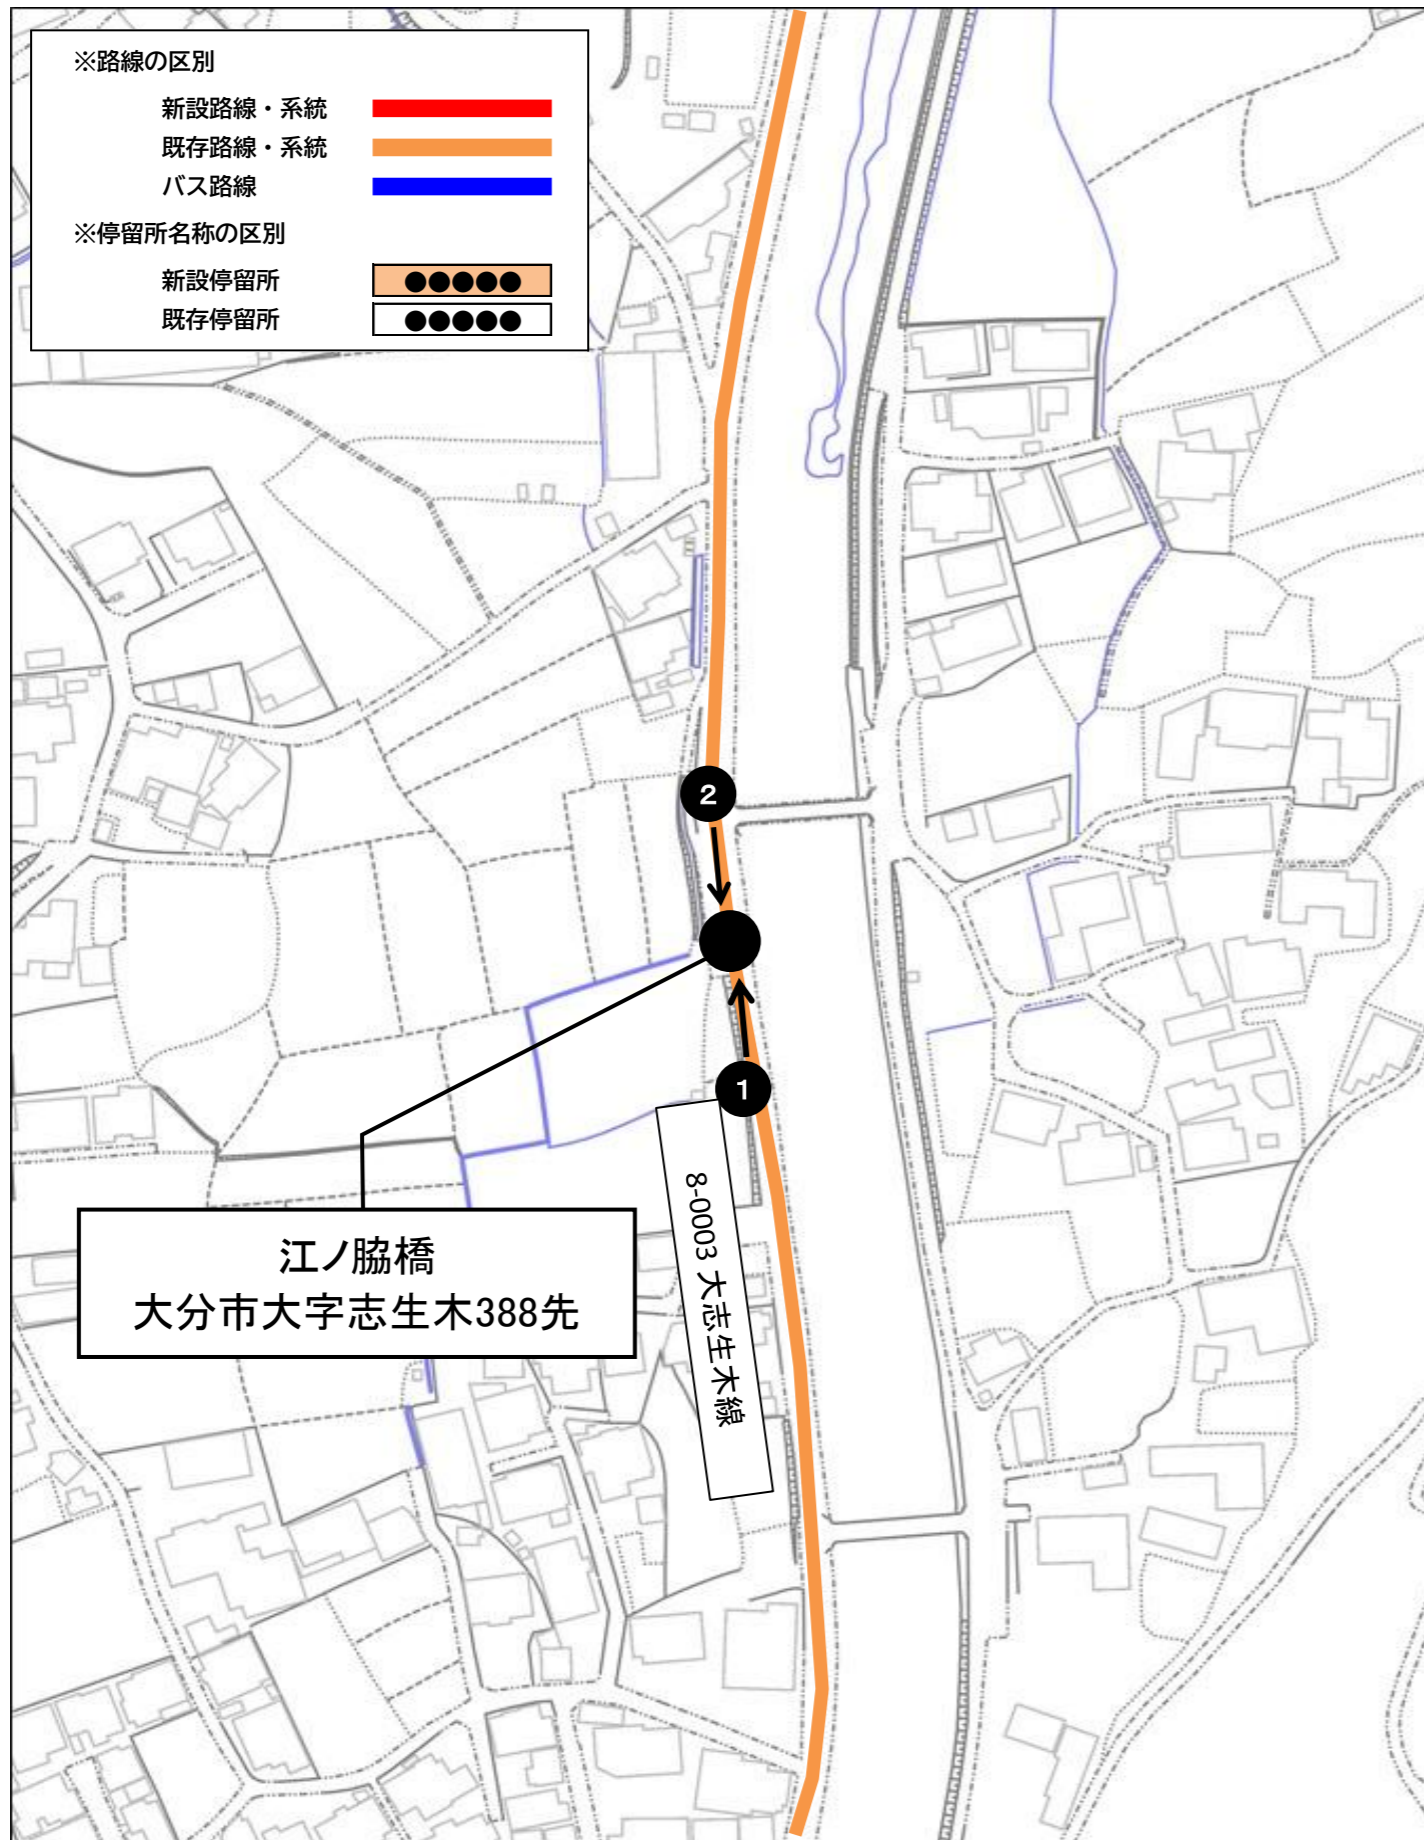 ※路線の区別
新設路線・系統
既存路線・系統
バス路線
※停留所名称の区別
新設停留所
●●●●●
既存停留所
●●●●●
2
1
8-0003 大志生木線
江ノ脇橋
大分市大字志生木388先